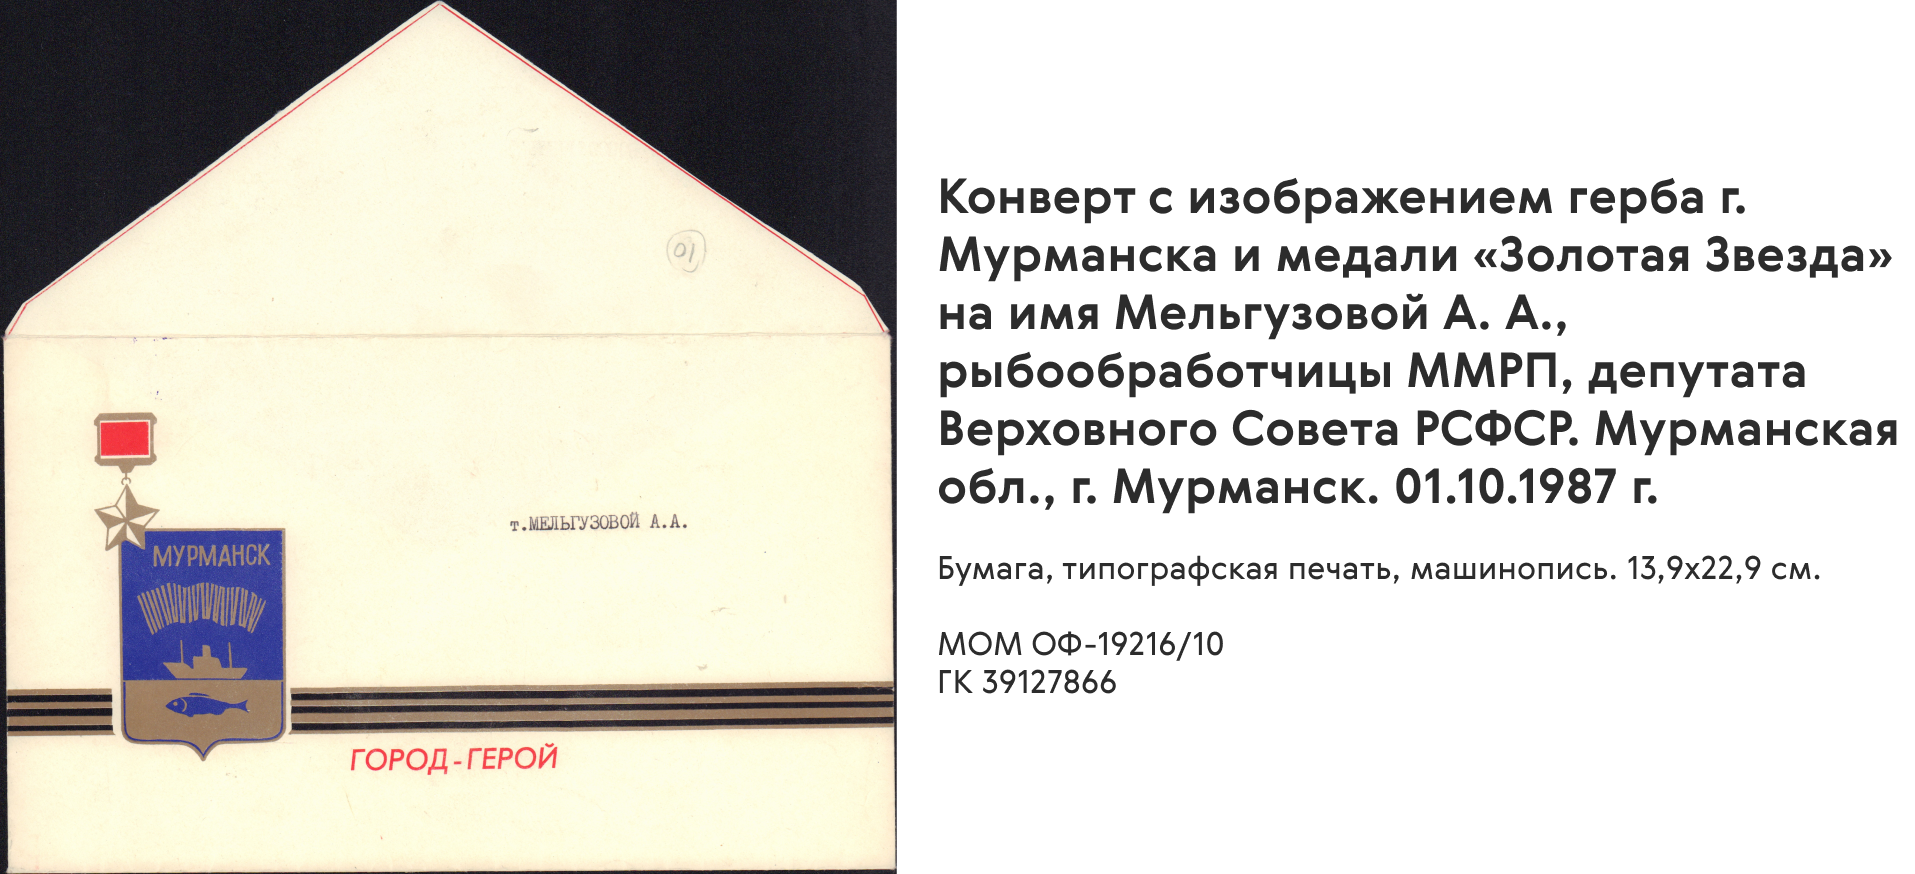 01
т.МЕЛЬГУЗОВОЙ А.А.
МУРМАНСК
ГОРОД-ГЕРОЙ
Конверт с изображением герба г.
Мурманска и медали «Золотая Звезда»
на имя Мельгузовой А. А.,
рыбообработчицы ММРП, депутата
Верховного Совета РСФСР. Мурманская
обл., г. Мурманск. 01.10.1987 г.
Бумага, типографская печать, машинопись. 13,9х22,9 см.
МОМ ОФ-19216/10
ГК 39127866